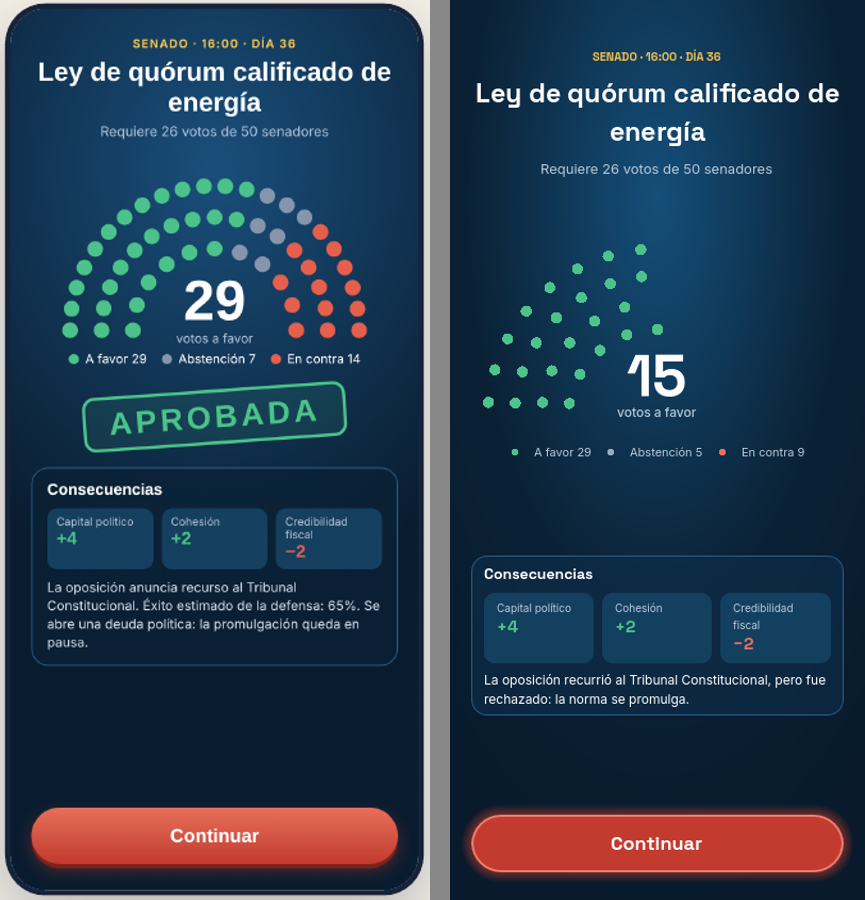 SENADO · 16:00 · DÍA 36
Ley de quórum calificado de
energía
Requiere 26 votos de 50 senadores
29
votos a favor
A favor 29
Abstención 7
En contra 14
APROBADA
Consecuencias
Capital político
+4
Cohesión
+2
Credibilidad
fiscal
−2
La oposición anuncia recurso al Tribunal
Constitucional. Éxito estimado de la defensa: 65%. Se
abre una deuda política: la promulgación queda en
pausa.
Continuar
SENADO · 16:00 · DÍA 36
Ley de quórum calificado de
energía
Requiere 26 votos de 50 senadores
15
votos a favor
A favor 29
Abstención 5
En contra 9
Consecuencias
Capital político
+4
Cohesión
+2
Credibilidad
fiscal
−2
La oposición recurrió al Tribunal Constitucional, pero fue
rechazado: la norma se promulga.
Continuar